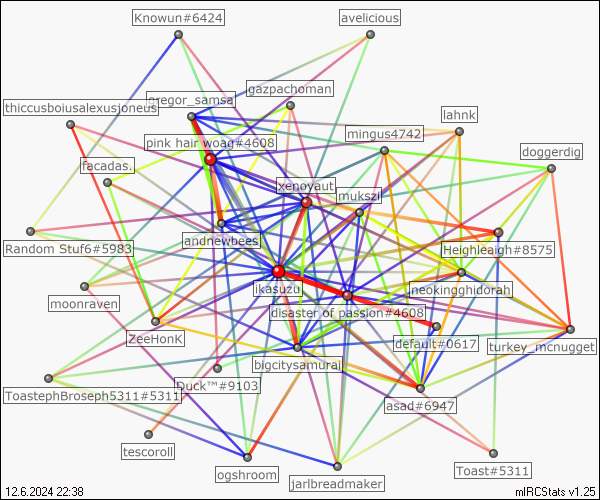 Knowun#6424
avelicious
gazpachoman
gregor_samsa
thiccusboiusalexusjoneus
lahnk
mingus4742
pink hair woag#4608
doggerdig
facadas.
xenoyaut
mukszi
andnewbees
Random Stuf6#5983
Heighleaigh#8575
ikasuzu
neokingghidorah
moonraven
disaster of passion#4608
ZeeHonK
default#0617
turkey_mcnugget
bigcitysamurai
Duck™#9103
ToastephBroseph5311#5311
asad#6947
tescoroll
ogshroom
Toast#5311
jarlbreadmaker
12.6.2024 22:38
mIRCStats v1.25